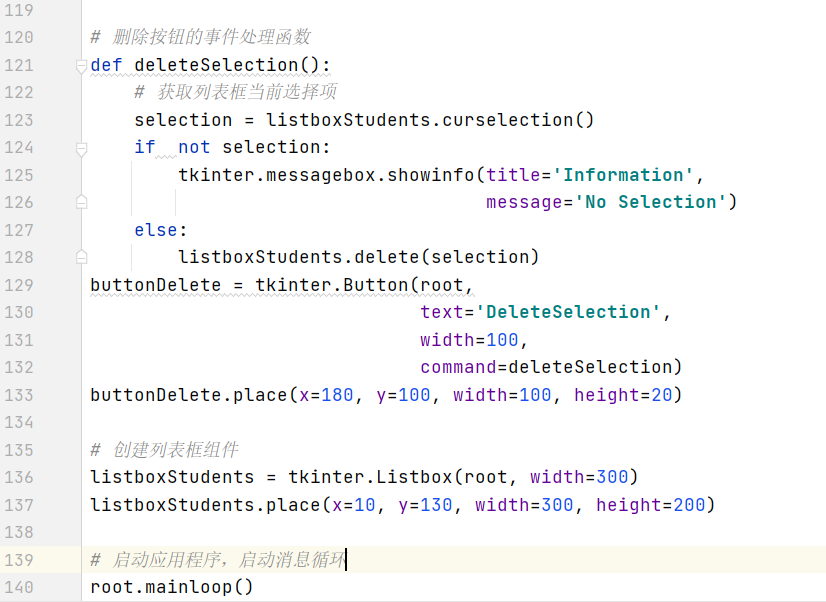 119
120 # 删除按钮的事件处理函数
121 def deleteSelection():
122     # 获取列表框当前选择项
123     selection = listboxStudents.curselection()
124     if  not selection:
125         tkinter.messagebox.showinfo(title='Information',
126                                     message='No Selection')
127     else:
128         listboxStudents.delete(selection)
129 buttonDelete = tkinter.Button(root,
130                               text='DeleteSelection',
131                               width=100,
132                               command=deleteSelection)
133 buttonDelete.place(x=180, y=100, width=100, height=20)
134
135 # 创建列表框组件
136 listboxStudents = tkinter.Listbox(root, width=300)
137 listboxStudents.place(x=10, y=130, width=300, height=200)
138
139 # 启动应用程序，启动消息循环
140 root.mainloop()